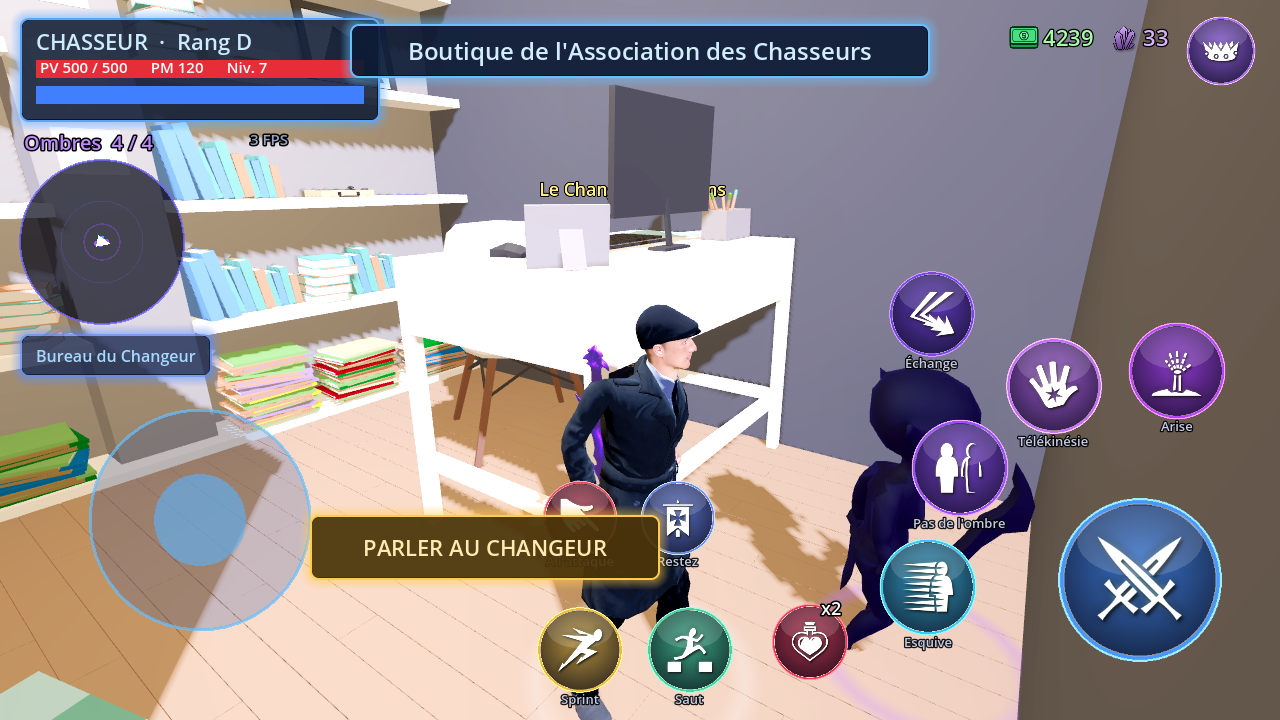 CHASSEUR · Rang D
PV 500 / 500 PM 120 Niv. 7
Boutique de l'Association des Chasseurs
4239
33
Ombres 4 / 4
3 FPS
Le Chan
Bureau du Changeur
Échange
Télékinésie
Arise
Pas de l'ombre
PARLER AU CHANGEUR
Restez
x2
Esquive
Sprint
Saut